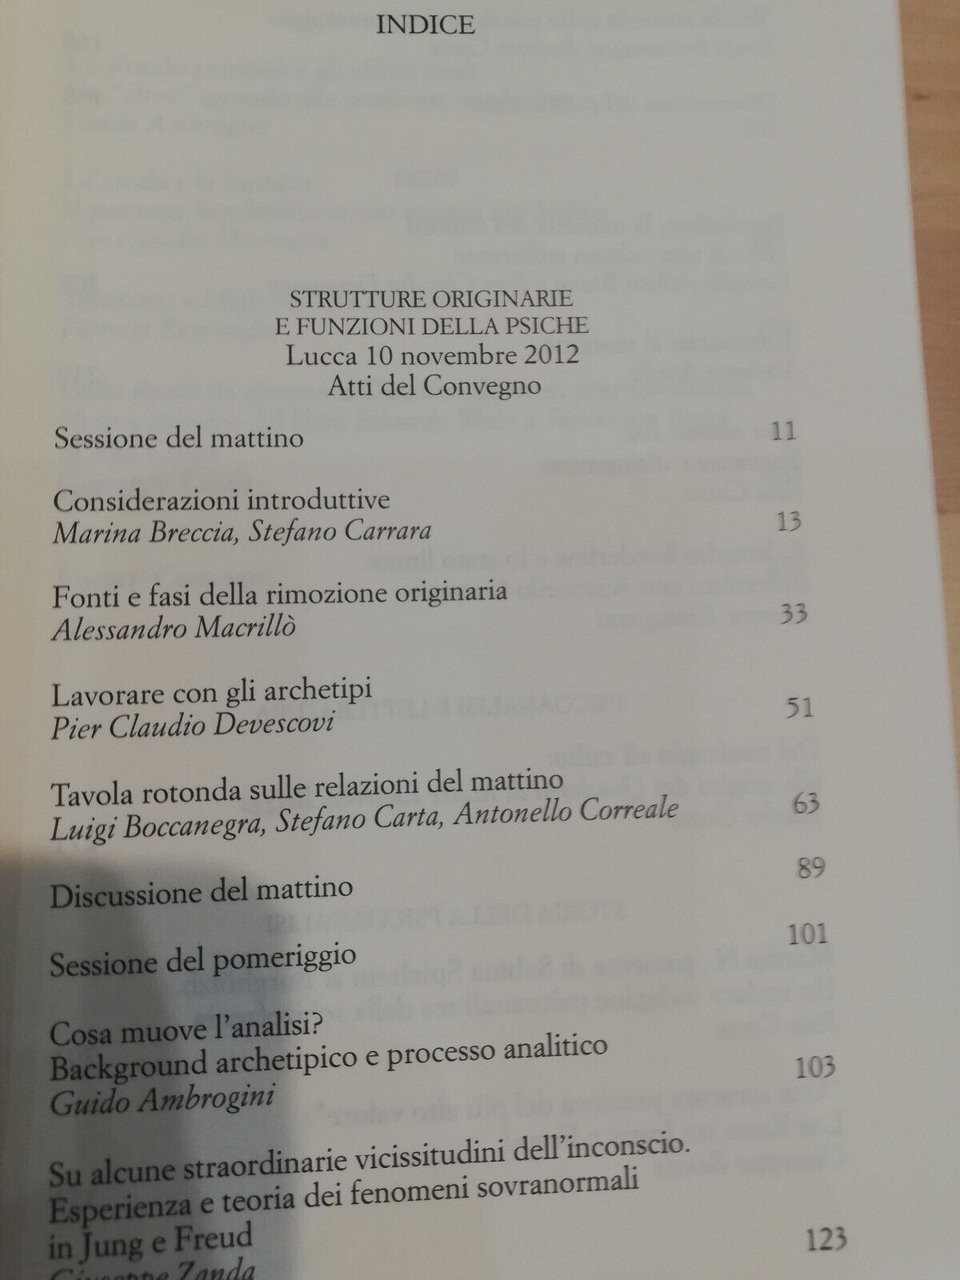 INDICE
STRUTTURE ORIGINARIE
E FUNZIONI DELLA PSICHE
Lucca 10 novembre 2012
Atti del Convegno
Sessione del mattino 11
Considerazioni introduttive
Marina Breccia, Stefano Carrara 13
Fonti e fasi della rimozione originaria
Alessandro Macrillò 33
Lavorare con gli archetipi
Pier Claudio Devescovi 51
Tavola rotonda sulle relazioni del mattino
Luigi Boccanegra, Stefano Carta, Antonello Correale 63
Discussione del mattino 89
Sessione del pomeriggio 101
Cosa muove l'analisi?
Background archetipico e processo analitico
Guido Ambrogini 103
Su alcune straordinarie vicissitudini dell'inconscio.
Esperienza e teoria dei fenomeni sovranormali
in Jung e Freud 123
Giuseppe Zanda